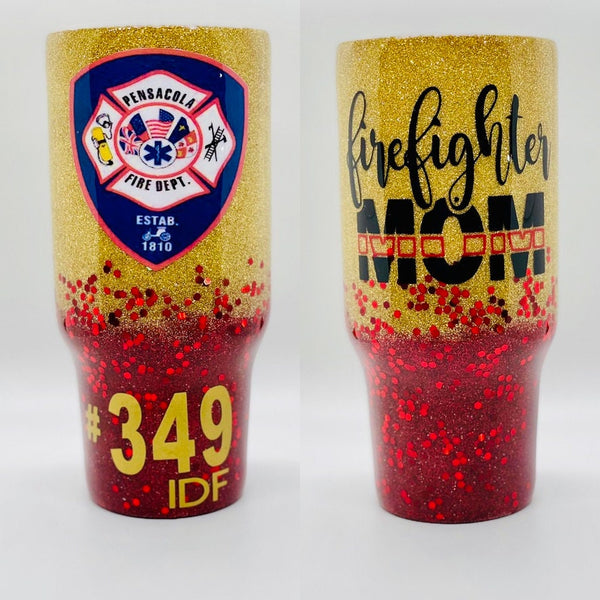 PENSACOLA
FIRE DEPT.
ESTAB.
1810
#349
IDF
firefighter
MOM